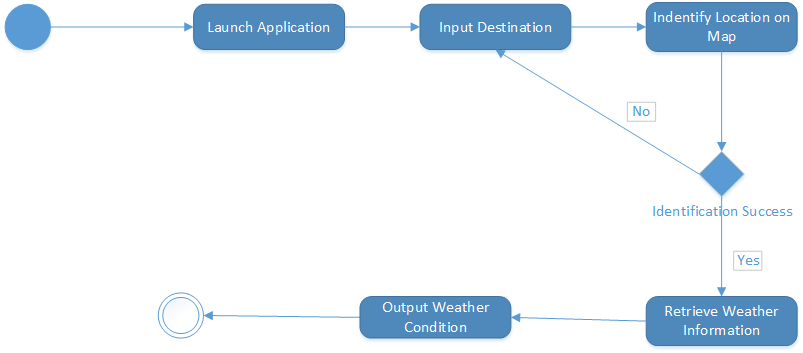 Launch Application
Input Destination
Indentify Location on
Map
No
Identification Success
Yes
Output Weather
Condition
Retrieve Weather
Information